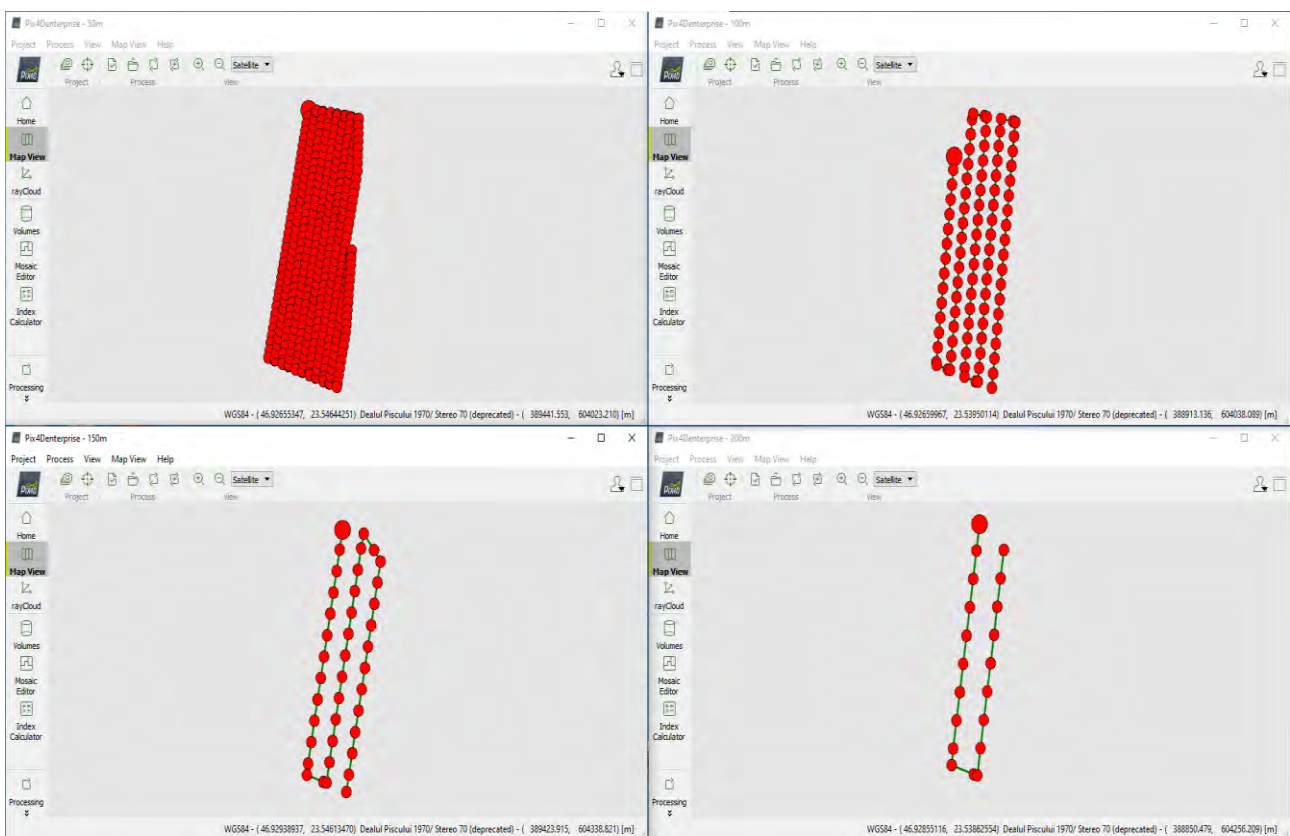 Pix4Denterprise - 50m
Project Process View Map View Help
PIX4D
Satellite
Project Process View
Home
Map View
rayCloud
Volumes
Mosaic
Editor
Index
Calculator
Processing
WGS84 - ( 46.92655347, 23.54644251) Dealul Piscului 1970/ Stereo 70 (deprecated) - ( 389441.553, 604023.210) [m]
Pix4Denterprise - 100m
Project Process View Map View Help
PIX4D
Satellite
Project Process View
Home
Map View
rayCloud
Volumes
Mosaic
Editor
Index
Calculator
Processing
WGS84 - ( 46.92659967, 23.53950114) Dealul Piscului 1970/ Stereo 70 (deprecated) - ( 388913.136, 604038.089) [m]
Pix4Denterprise - 150m
Project Process View Map View Help
PIX4D
Satellite
Project Process View
Home
Map View
rayCloud
Volumes
Mosaic
Editor
Index
Calculator
Processing
WGS84 - ( 46.92938937, 23.54613470) Dealul Piscului 1970/ Stereo 70 (deprecated) - ( 389423.915, 604338.821) [m]
Pix4Denterprise - 200m
Project Process View Map View Help
PIX4D
Satellite
Project Process View
Home
Map View
rayCloud
Volumes
Mosaic
Editor
Index
Calculator
Processing
WGS84 - ( 46.92855116, 23.53862554) Dealul Piscului 1970/ Stereo 70 (deprecated) - ( 388850.479, 604256.209) [m]